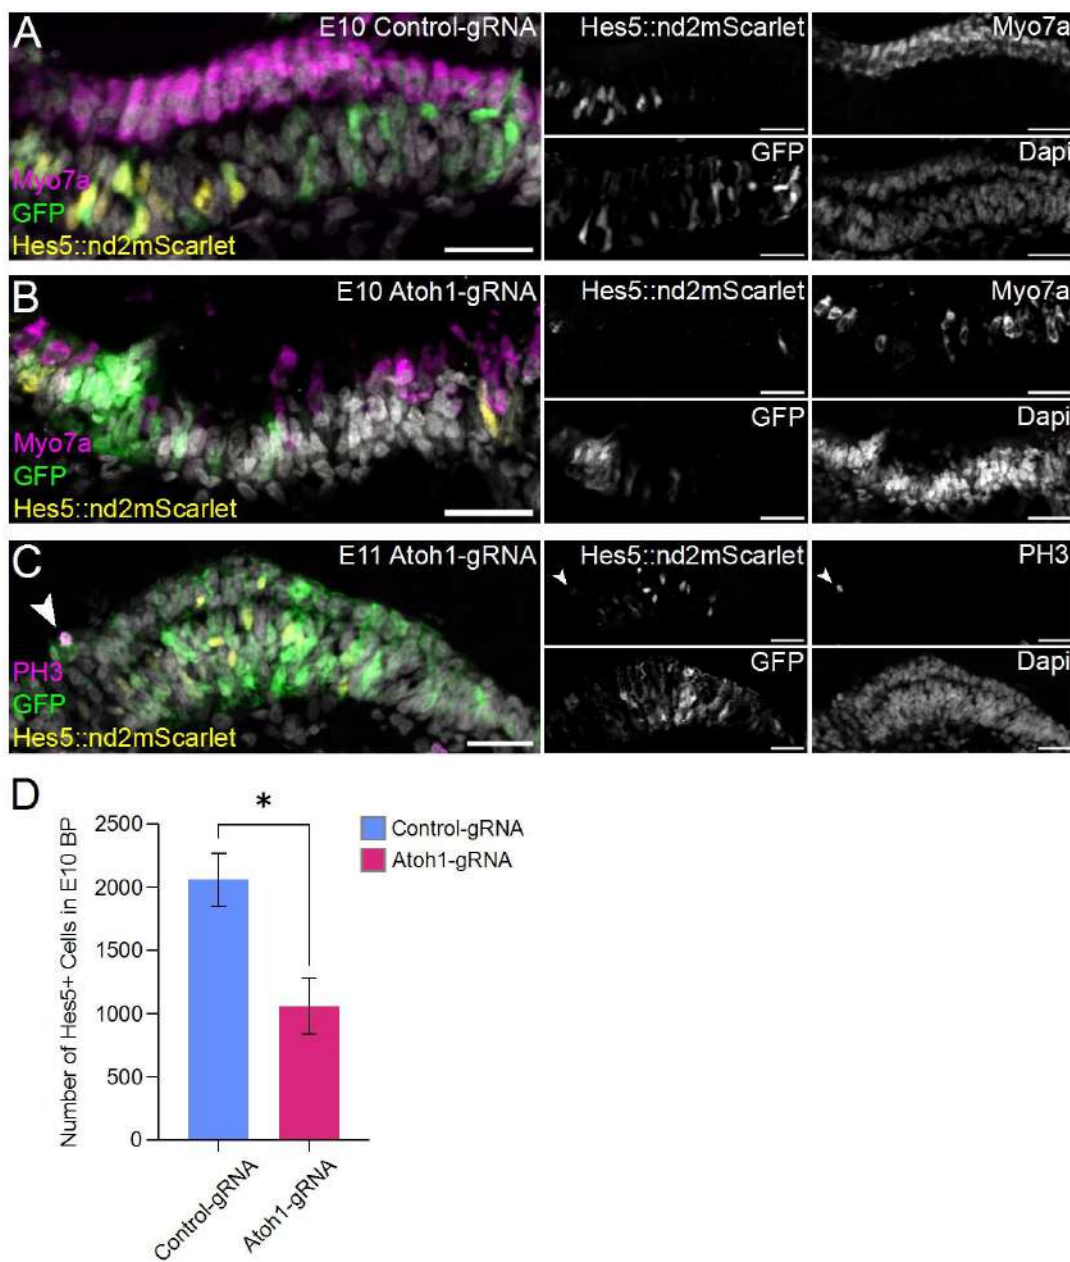 A
E10 Control-gRNA
Myo7a
GFP
Hes5::nd2mScarlet
Hes5::nd2mScarlet
Myo7a
GFP
Dapi
B
E10 Atoh1-gRNA
Myo7a
GFP
Hes5::nd2mScarlet
Hes5::nd2mScarlet
Myo7a
GFP
Dapi
C
E11 Atoh1-gRNA
PH3
GFP
Hes5::nd2mScarlet
Hes5::nd2mScarlet
PH3
GFP
Dapi
D
Number of Hes5+ Cells in E10 BP
2500
2000
1500
1000
500
0
*
Control-gRNA
Atoh1-gRNA
Control-gRNA
Atoh1-gRNA